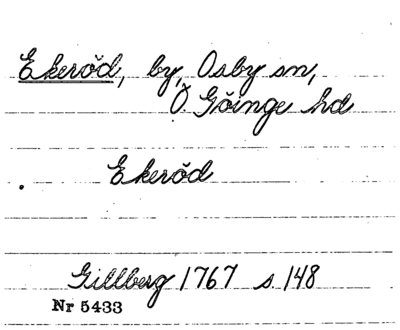 Ekeröd, by, Osby sn,
Ö. Göinge hd
Ekeröd
Gillberg 1767 s 148
Nr 5433